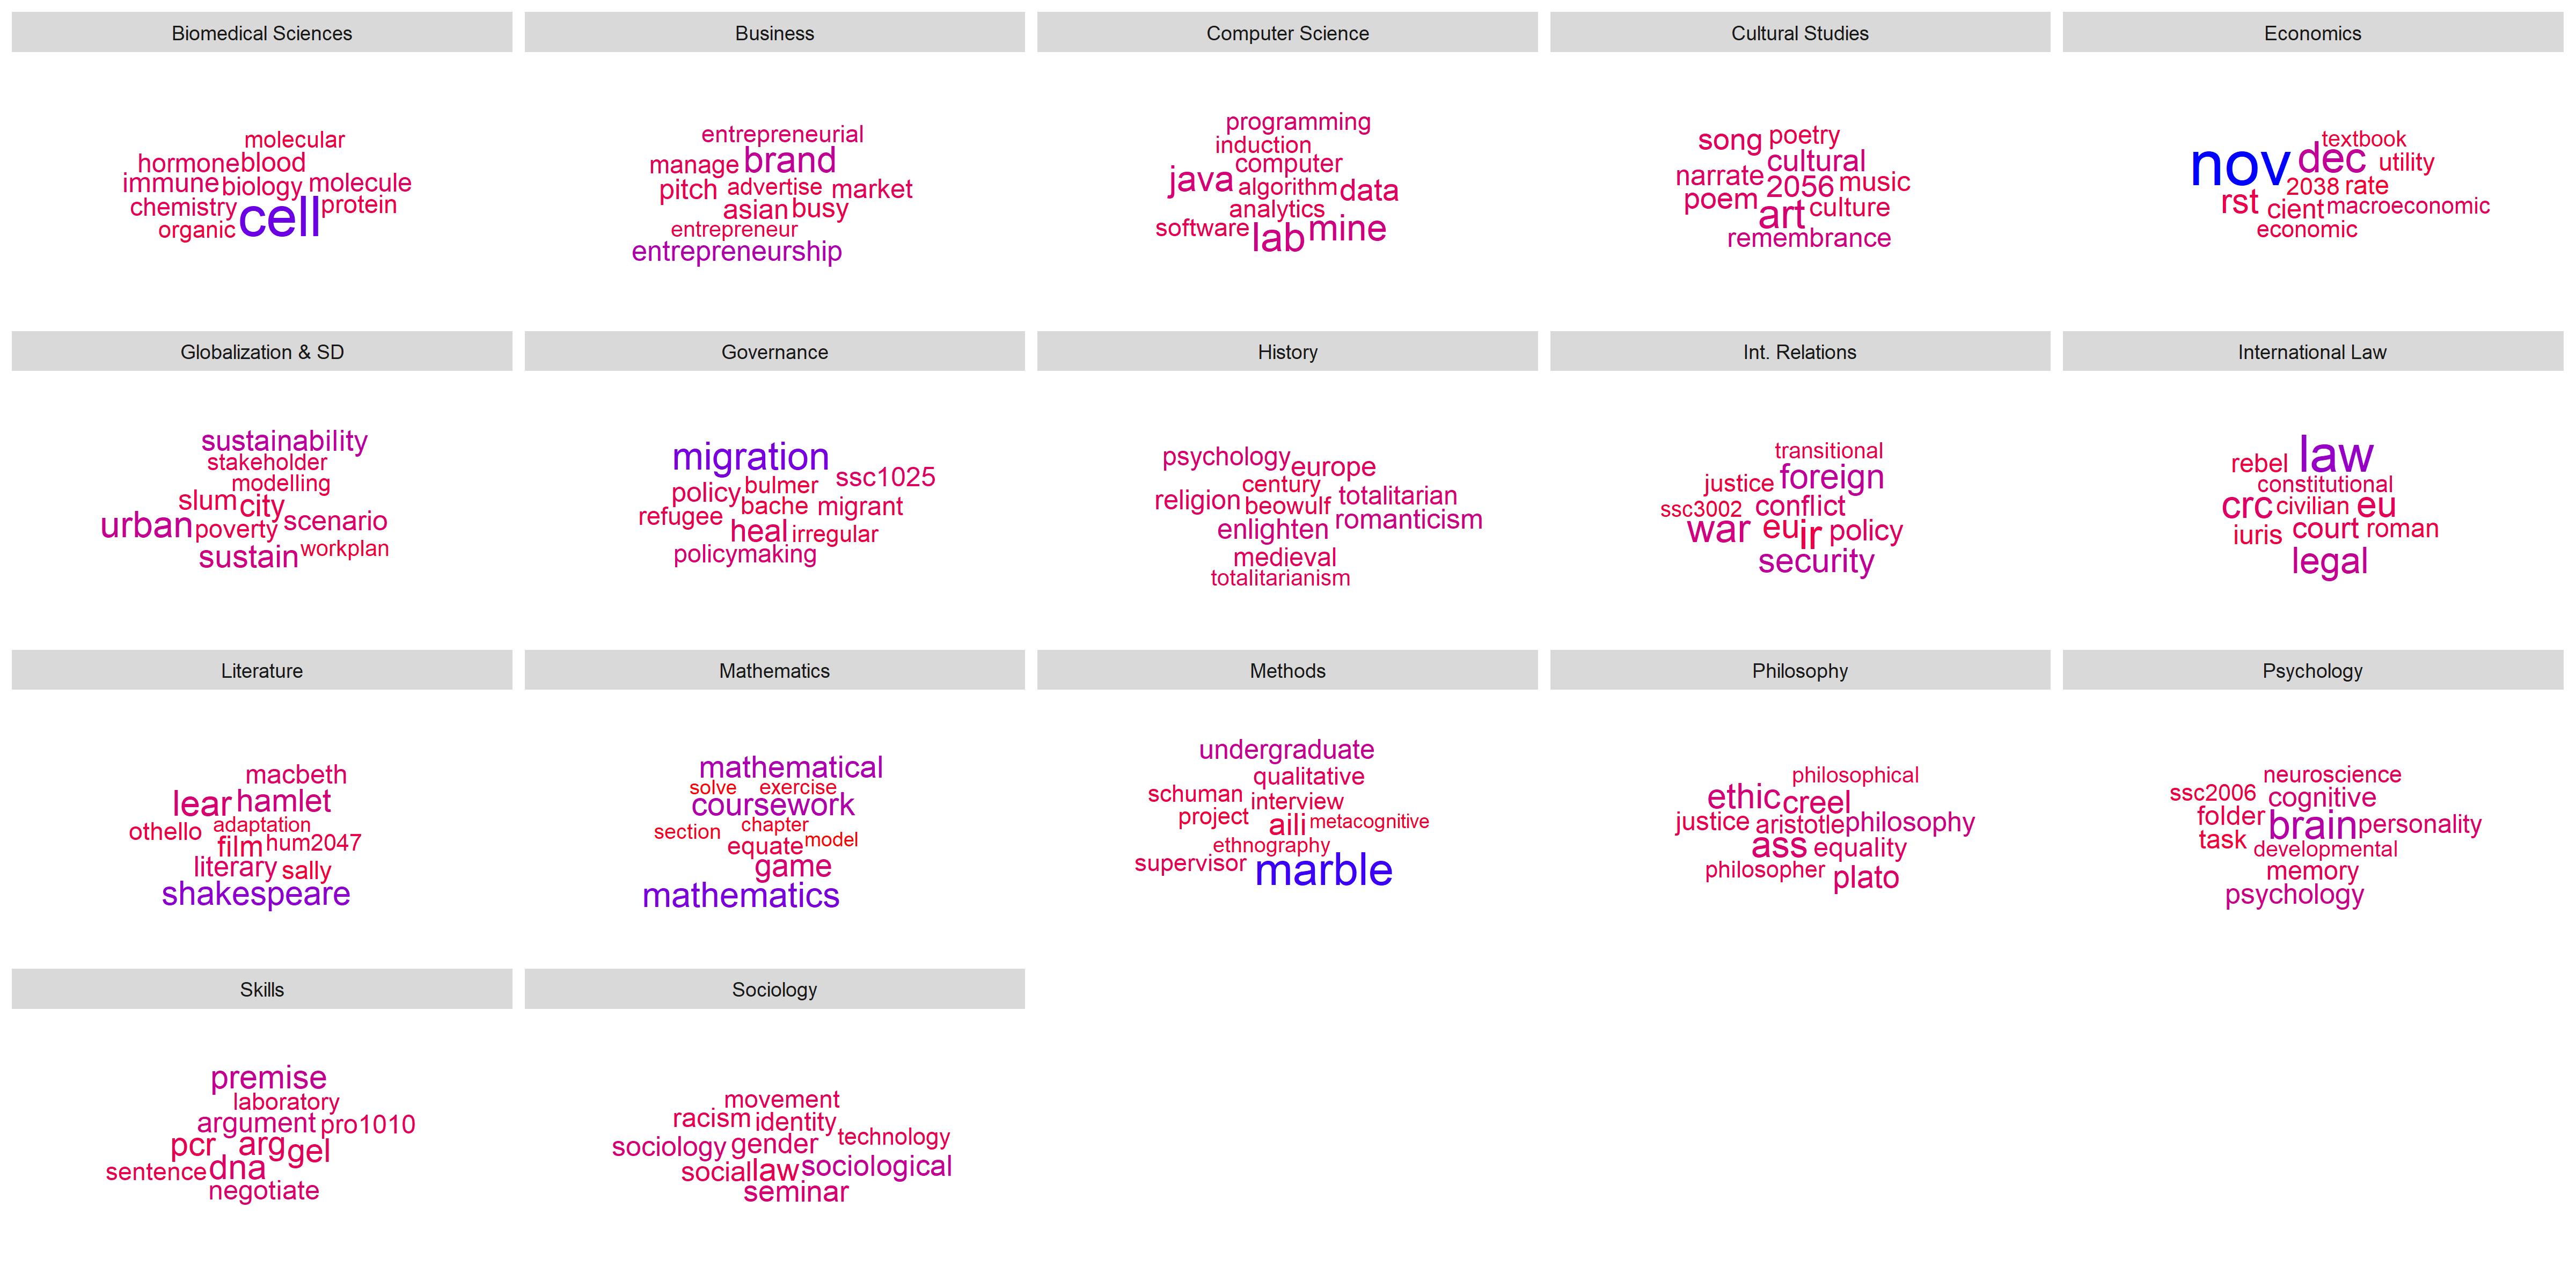 Biomedical Sciences
molecular
hormone blood
immune biology molecule
chemistry cell protein
organic
Business
entrepreneurial
manage brand
pitch advertise market
asian busy
entrepreneur
entrepreneurship
Computer Science
programming
induction
computer
java algorithm data
analytics
software lab mine
Cultural Studies
song poetry
cultural
narrate 2056 music
poem art culture
remembrance
Economics
textbook
nov dec utility
2038 rate
rst cient macroeconomic
economic
Globalization & SD
sustainability
stakeholder
modelling
slum city
urban poverty scenario
sustain workplan
Governance
migration
ssc1025
policy bulmer
refugee bache migrant
heal irregular
policymaking
History
psychology europe
century
religion beowulf totalitarian
enlighten romanticism
medieval
totalitarianism
Int. Relations
transitional
justice foreign
ssc3002 conflict
war eu ir policy
security
International Law
rebel law
constitutional
crc civilian eu
iuris court roman
legal
Literature
macbeth
lear hamlet
othello adaptation
film hum2047
literary sally
shakespeare
Mathematics
mathematical
solve exercise
coursework
section chapter
equate model
game
mathematics
Methods
undergraduate
qualitative
schuman interview
project aili metacognitive
ethnography
supervisor marble
Philosophy
philosophical
ethic creel
justice aristotle philosophy
ass equality
philosopher plato
Psychology
neuroscience
ssc2006 cognitive
folder brain personality
task developmental
memory
psychology
Skills
premise
laboratory
argument pro1010
pcr arg gel
sentence dna
negotiate
Sociology
movement
racism identity
sociology gender technology
social law sociological
seminar